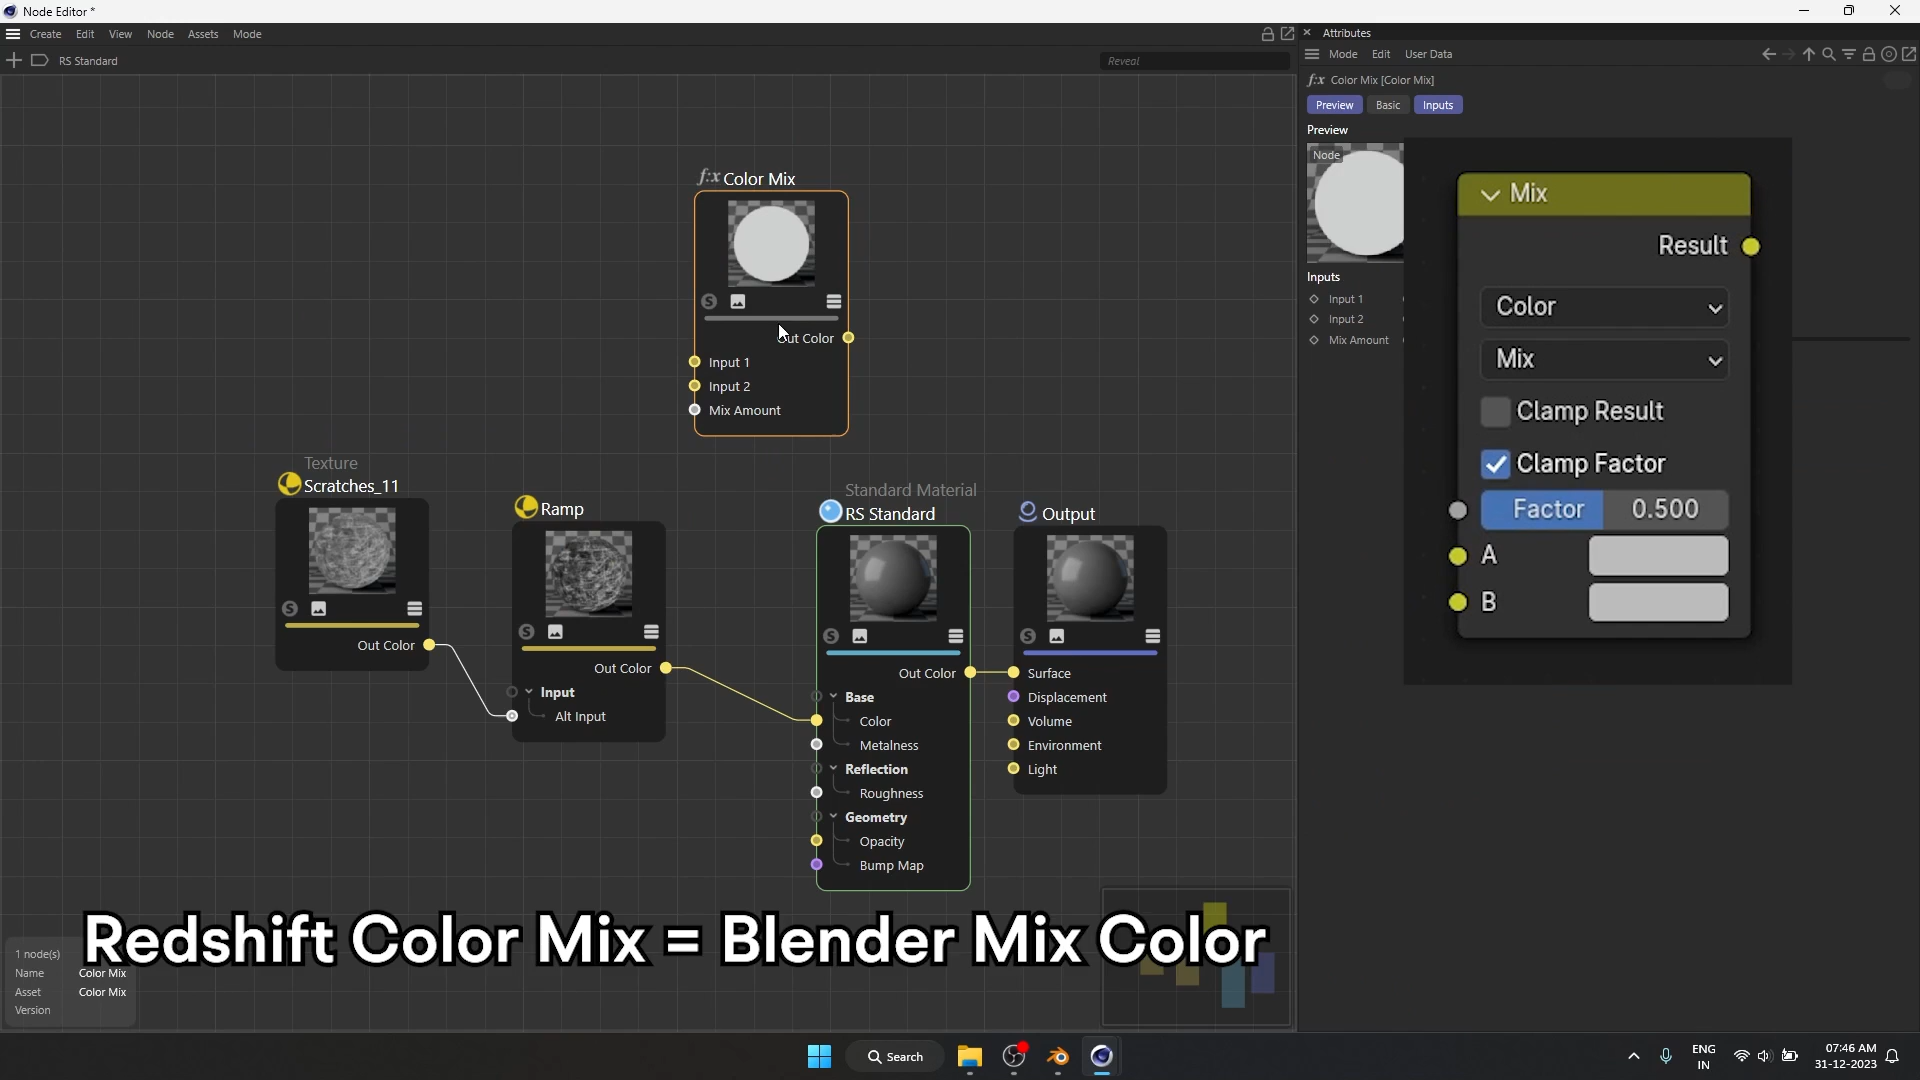 Node Editor *
Create Edit View Node Assets Mode
RS Standard
Reveal
Attributes
Mode Edit User Data
f:x Color Mix [Color Mix]
Preview Basic Inputs
Preview
Node
Inputs
Input 1
Input 2
Mix Amount
Mix
Result
Color
Mix
Clamp Result
Clamp Factor
Factor 0.500
A
B
f:x Color Mix
S
Out Color
Input 1
Input 2
Mix Amount
Texture
Scratches_11
S
Out Color
Ramp
S
Out Color
Input
Alt Input
Standard Material
RS Standard
S
Out Color
Base
Color
Metalness
Reflection
Roughness
Geometry
Opacity
Bump Map
Output
S
Surface
Displacement
Volume
Environment
Light
Redshift Color Mix = Blender Mix Color
1 node(s)
Name Color Mix
Asset Color Mix
Version
Search
ENG
IN
07:46 AM
31-12-2023